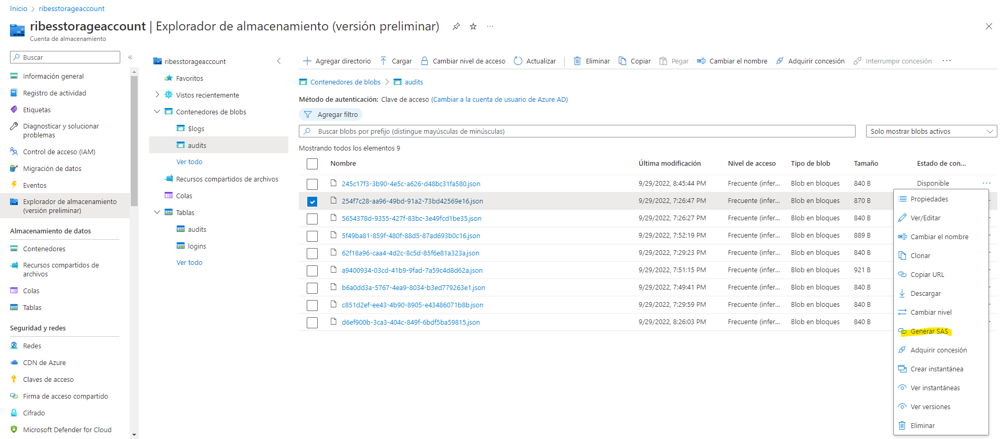 Inicio > ribesstorageaccount
ribesstorageaccount | Explorador de almacenamiento (versión preliminar) ...
Cuenta de almacenamiento
Buscar
«
Información general
Registro de actividad
Etiquetas
Diagnosticar y solucionar
problemas
Control de acceso (IAM)
Migración de datos
Eventos
Explorador de almacenamiento
(versión preliminar)
Almacenamiento de datos
Contenedores
Recursos compartidos de
archivos
Colas
Tablas
Seguridad y redes
Redes
CDN de Azure
Claves de acceso
Firma de acceso compartido
Cifrado
Microsoft Defender for Cloud
ribesstorageaccount
Favoritos
Vistos recientemente
Contenedores de blobs
$logs
audits
Ver todo
Recursos compartidos de archivos
Colas
Tablas
audits
logins
Ver todo
Agregar directorio Cargar Cambiar nivel de acceso Actualizar Eliminar Copiar Pegar Cambiar el nombre Adquirir concesión Interrumpir concesión ...
Contenedores de blobs > audits
Método de autenticación: Clave de acceso (Cambiar a la cuenta de usuario de Azure AD)
Agregar filtro
Buscar blobs por prefijo (distingue mayúsculas de minúsculas) Solo mostrar blobs activos
Mostrando todos los elementos 9
Nombre Última modificación Nivel de acceso Tipo de blob Tamaño Estado de con...
245c17f3-3b90-4e5c-a626-d48bc31fa580.json 9/29/2022, 8:45:44 PM Frecuente (infer... Blob en bloques 840 B Disponible ...
254f7c28-aa96-49bd-91a2-73bd42569e16.json 9/29/2022, 7:26:47 PM Frecuente (infer... Blob en bloques 870 B
5654378d-9355-427f-83bc-3e49fcd1be35.json 9/29/2022, 7:26:27 PM Frecuente (infer... Blob en bloques 840 B
5f49ba81-859f-480f-88d5-87ad693b0c16.json 9/29/2022, 7:52:19 PM Frecuente (infer... Blob en bloques 889 B
62f18a96-caa4-4d2c-8c5d-85f6e81a323a.json 9/29/2022, 7:29:23 PM Frecuente (infer... Blob en bloques 840 B
a9400934-03cd-41b9-9fad-7a59c4d8d62a.json 9/29/2022, 7:51:15 PM Frecuente (infer... Blob en bloques 921 B
b6a0dd3a-5767-4ea9-8034-b3ed779263e1.json 9/29/2022, 7:49:41 PM Frecuente (infer... Blob en bloques 840 B
c851d2ef-ee43-4b90-8905-e43486071b8b.json 9/29/2022, 7:29:59 PM Frecuente (infer... Blob en bloques 840 B
d6ef900b-3ca3-404c-849f-6bdf5ba59815.json 9/29/2022, 8:26:03 PM Frecuente (infer... Blob en bloques 840 B
Propiedades
Ver/Editar
Cambiar el nombre
Clonar
Copiar URL
Descargar
Cambiar nivel
Generar SAS
Adquirir concesión
Crear instantánea
Ver instantáneas
Ver versiones
Eliminar